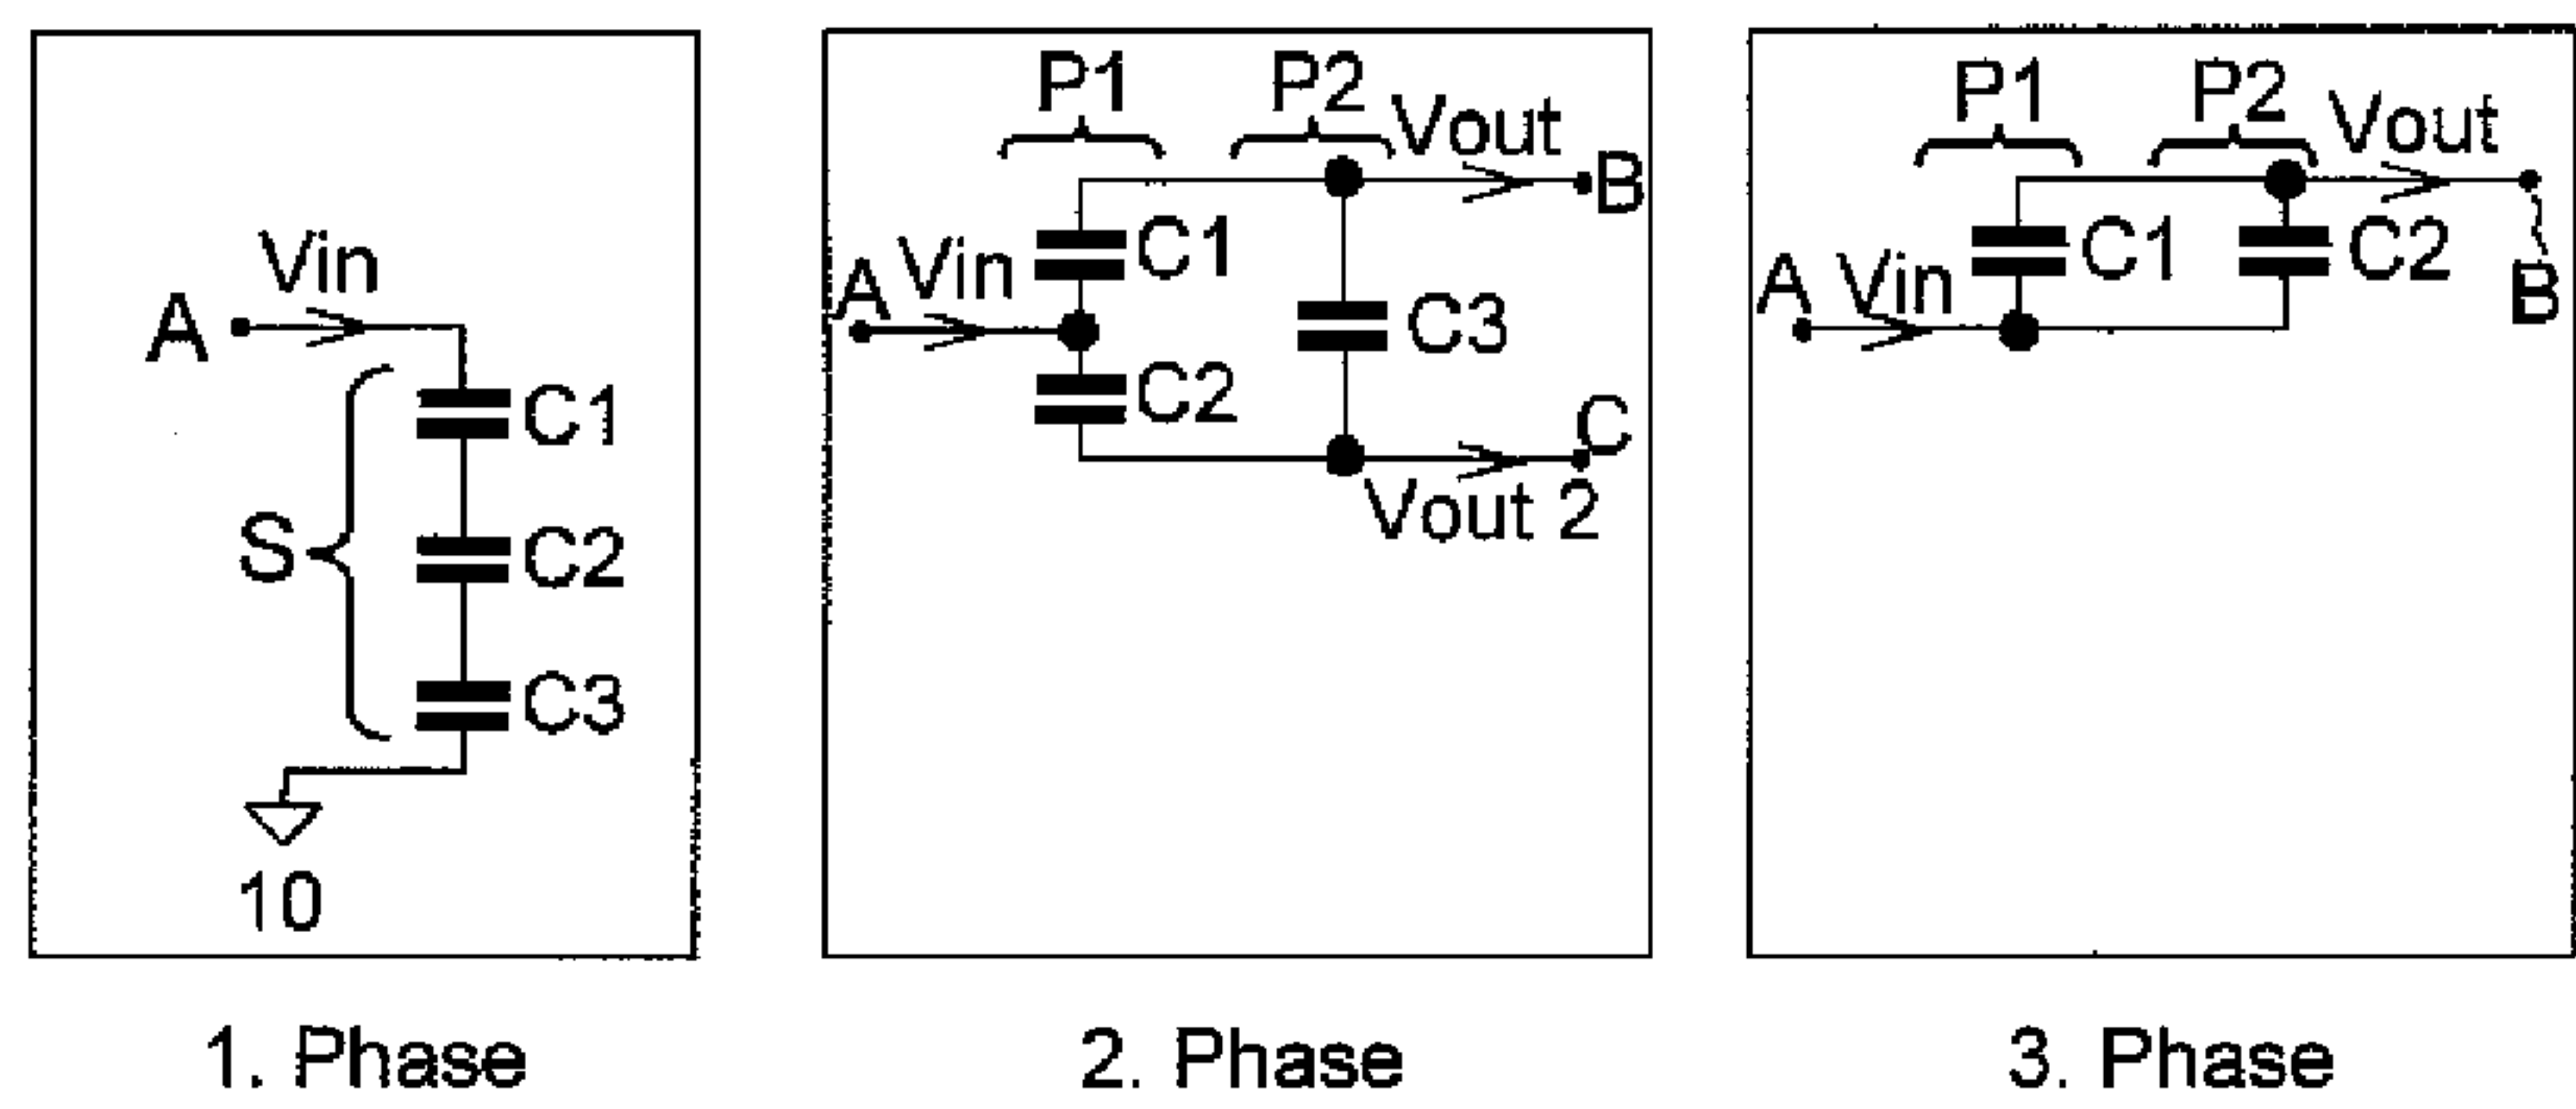 Vin
A
C1
S
C2
C3
10
1. Phase
P1 P2
Vout
B
A Vin
C1
C3
C2
C
Vout 2
2. Phase
P1 P2
Vout
A Vin
C1 C2
B
3. Phase